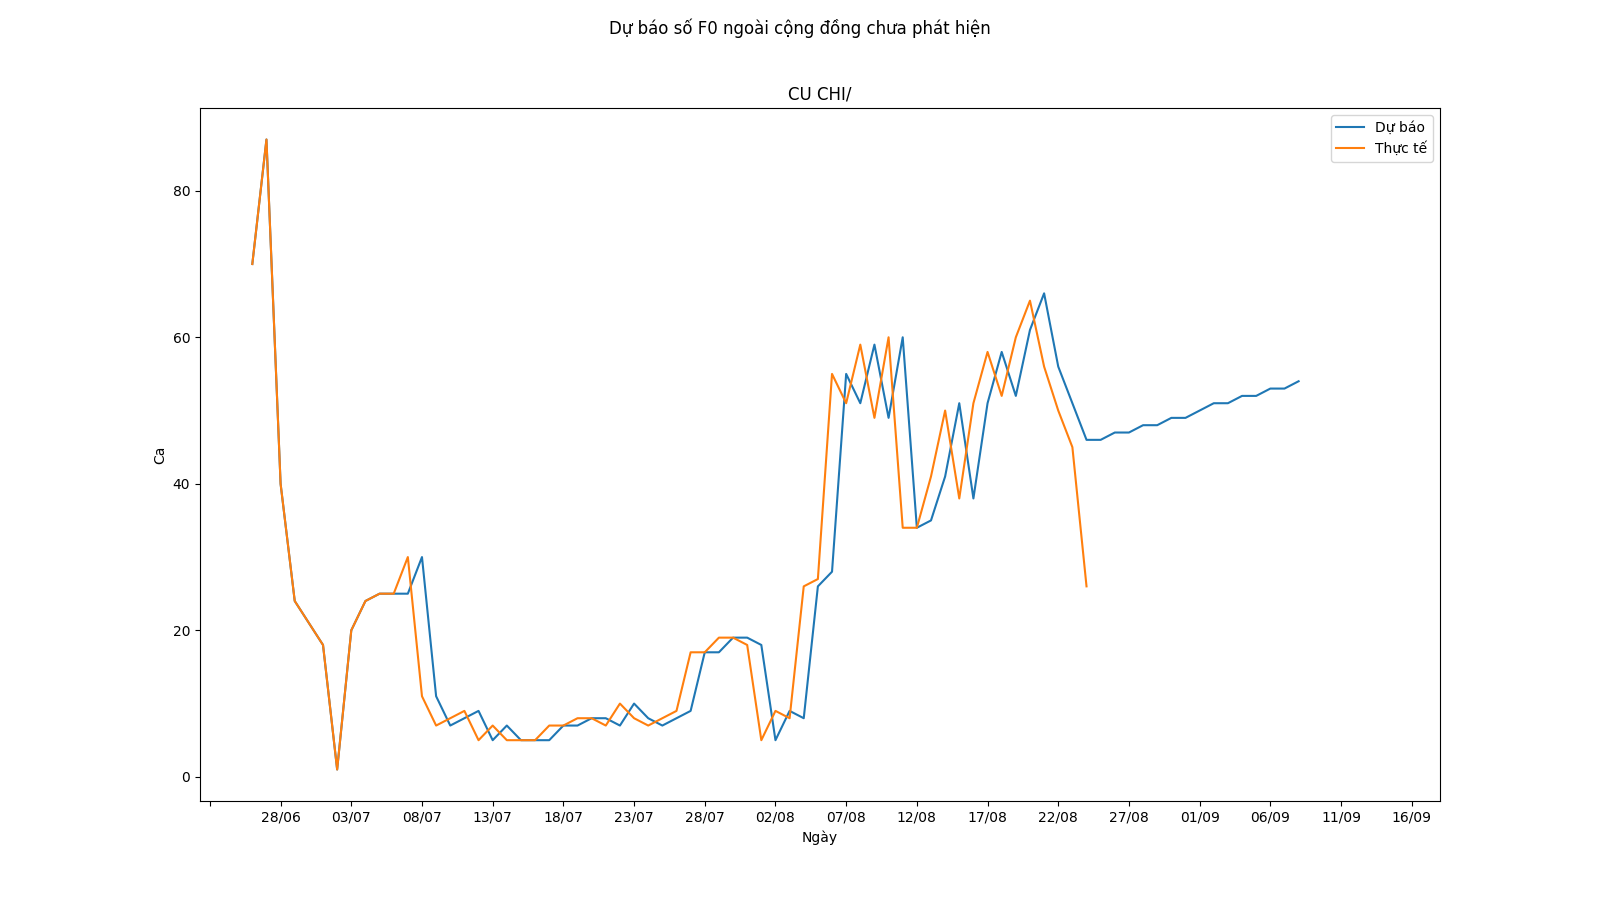 Dự báo số F0 ngoài cộng đồng chưa phát hiện
CU CHI/
Dự báo
Thực tế
80
60
40
20
0
Ca
28/06 03/07 08/07 13/07 18/07 23/07 28/07 02/08 07/08 12/08 17/08 22/08 27/08 01/09 06/09 11/09 16/09
Ngày